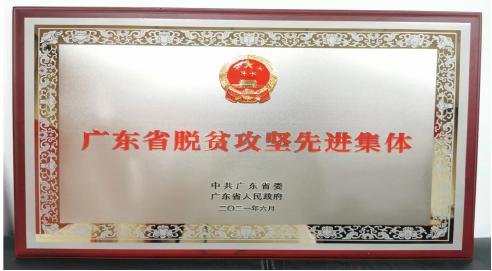 广东省脱贫攻坚先进集体
中共广东省委
广东省人民政府
二〇二一年六月